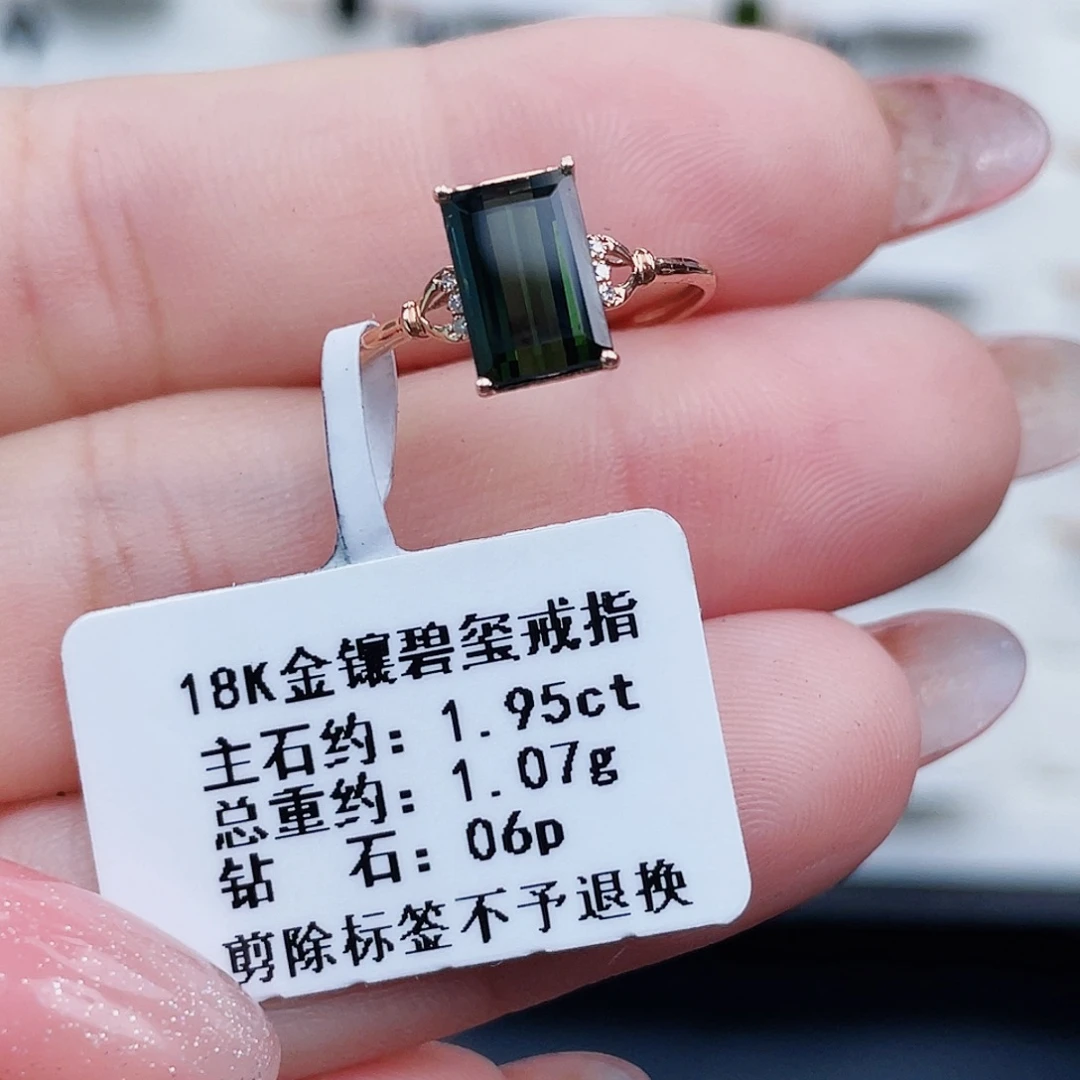 18K金镶碧玺戒指
主石约：1.95ct
总重约：1.07g
钻 石：06p
剪除标签不予退换